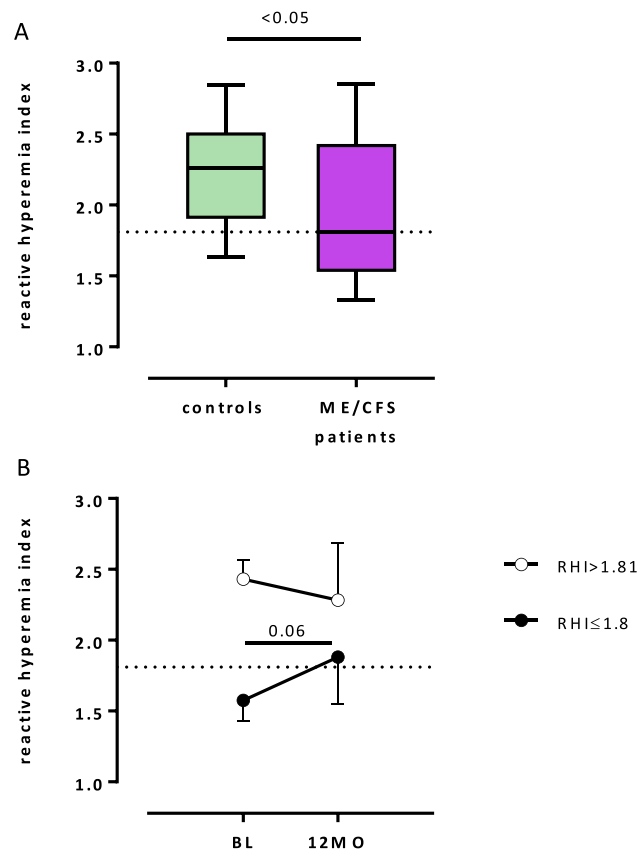 A
<0.05
reactive hyperemia index
3.0
2.5
2.0
1.5
1.0
controls
ME/CFS
patients
B
reactive hyperemia index
3.0
2.5
2.0
1.5
1.0
0.06
BL
12MO
RHI>1.81
RHI≤1.8